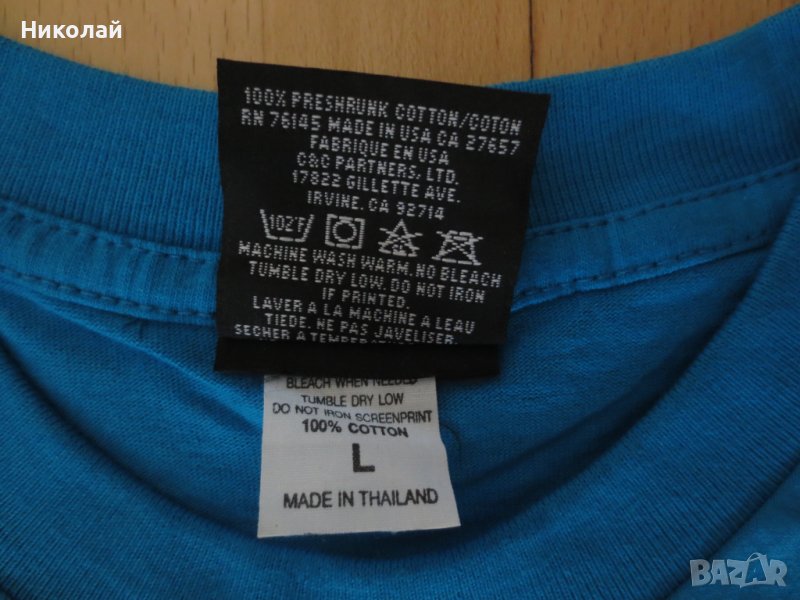 Николай
100% PRESHRUNK COTTON/COTON
RN 76145 MADE IN USA CA 27657
FABRIQUE EN USA
C&C PARTNERS, LTD.
17822 GILLETTE AVE.
IRVINE, CA 92714
102°F
MACHINE WASH WARM. NO BLEACH
TUMBLE DRY LOW. DO NOT IRON
IF PRINTED.
LAVER A LA MACHINE A LEAU
TIEDE. NE PAS JAVELISER.
SECHER A TEMPER
BLEACH WHEN NEEDED
TUMBLE DRY LOW
DO NOT IRON SCREENPRINT
100% COTTON
L
MADE IN THAILAND
BAZAR